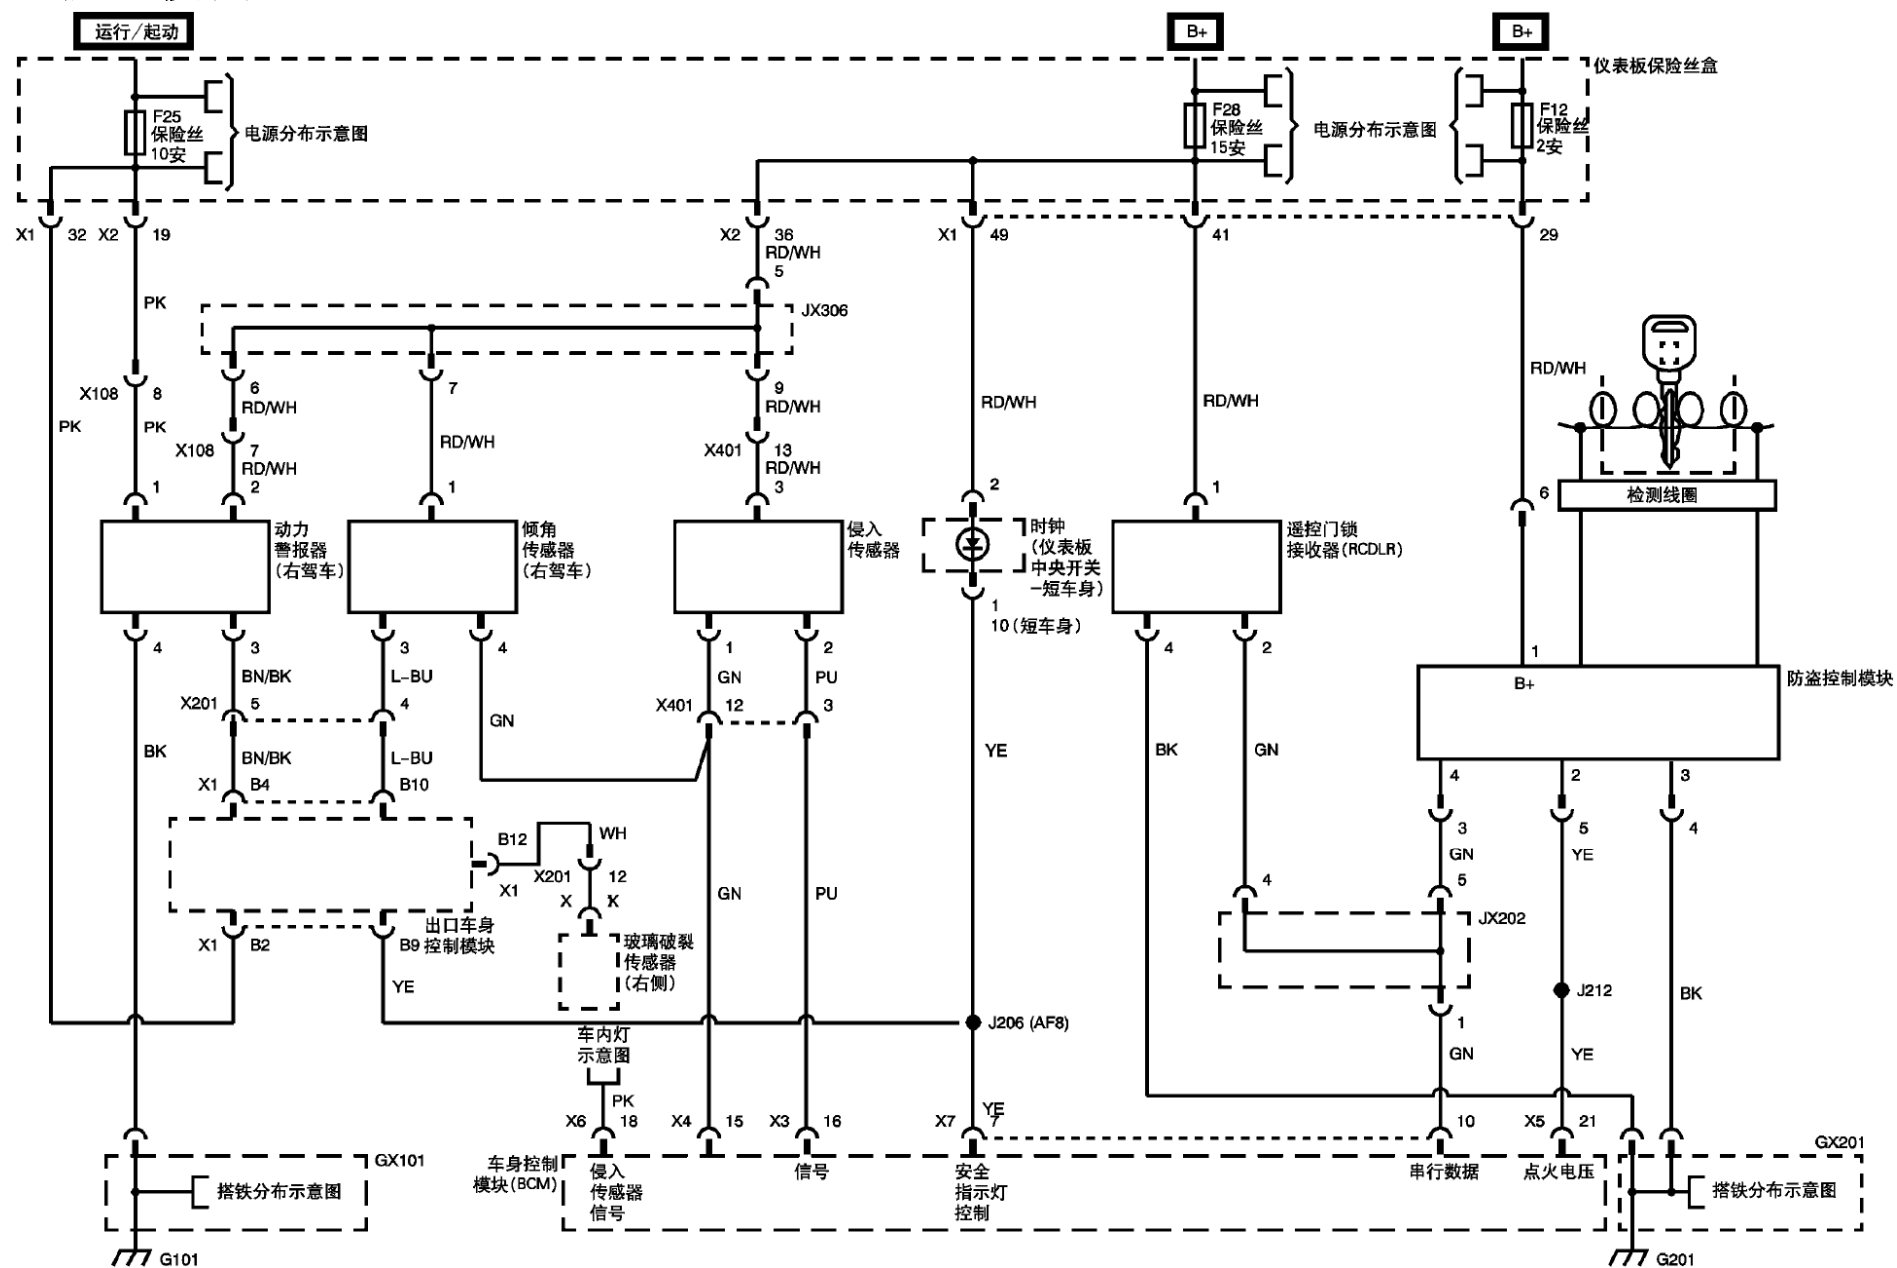 运行/起动
B+
B+
仪表板保险丝盒
F25
保险丝
10安
电源分布示意图
F28
保险丝
15安
电源分布示意图
F12
保险丝
2安
X1 32 X2 19
X2 36
X1 49
41
29
RD/WH
5
PK
JX306
X108 8
6
7
9
RD/WH
RD/WH
RD/WH
RD/WH
RD/WH
PK
PK
X108 7
RD/WH
X401 13
RD/WH
RD/WH
1
2
1
3
2
1
6
检测线圈
动力
警报器
(右驾车)
倾角
传感器
(右驾车)
侵入
传感器
时钟
(仪表板
中央开关
-短车身)
遥控门锁
接收器(RCDLR)
1
10(短车身)
4
3
3
4
1
2
4
2
1
B+
防盗控制模块
BN/BK
L-BU
GN
PU
X201 5
4
X401 12
3
GN
BK
BN/BK
L-BU
YE
BK
GN
X1 B4
B10
4
2
3
3
5
4
GN
YE
B12
WH
X1
X201 12
X
GN
PU
4
5
JX202
出口车身
控制模块
X1 B2
B9
YE
玻璃破裂
传感器
(右侧)
J212
BK
J206 (AF8)
1
GN
YE
车内灯
示意图
PK
X6 18
X4 15
X3 16
YE
X7 7
10
X5 21
GX101
搭铁分布示意图
G101
车身控制
模块(BCM)
侵入
传感器
信号
信号
安全
指示灯
控制
串行数据
点火电压
GX201
搭铁分布示意图
G201